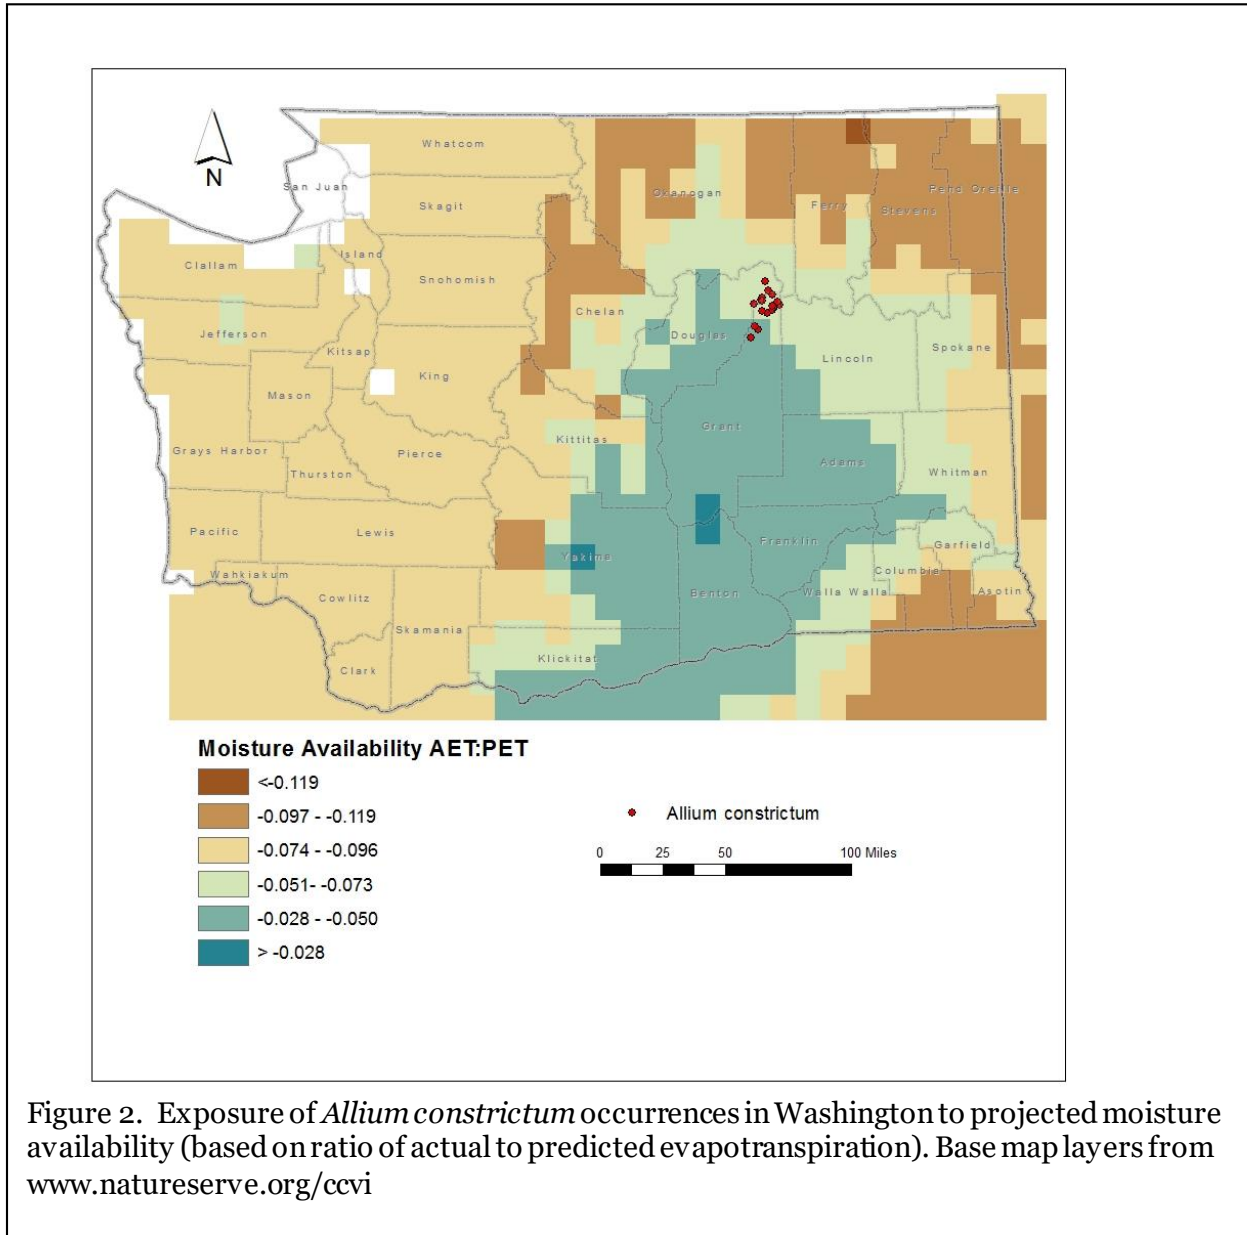 N
Whatcom
San Juan
Skagit
Okanogan
Ferry
Stevens
Pend Oreille
Island
Clallam
Snohomish
Chelan
Jefferson
Kitsap
Douglas
Lincoln
Spokane
King
Mason
Grant
Kittitas
Grays Harbor
Pierce
Adams
Whitman
Thurston
Pacific
Lewis
Yakima
Franklin
Garfield
Wahkiakum
Columbia
Cowlitz
Benton
Walla Walla
Asotin
Skamania
Klickitat
Clark
Moisture Availability AET:PET
<-0.119
-0.097 - -0.119
-0.074 - -0.096
-0.051- -0.073
-0.028 - -0.050
> -0.028
Allium constrictum
0 25 50 100 Miles
Figure 2. Exposure of Allium constrictum occurrences in Washington to projected moisture
availability (based on ratio of actual to predicted evapotranspiration). Base map layers from
www.natureserve.org/ccvi